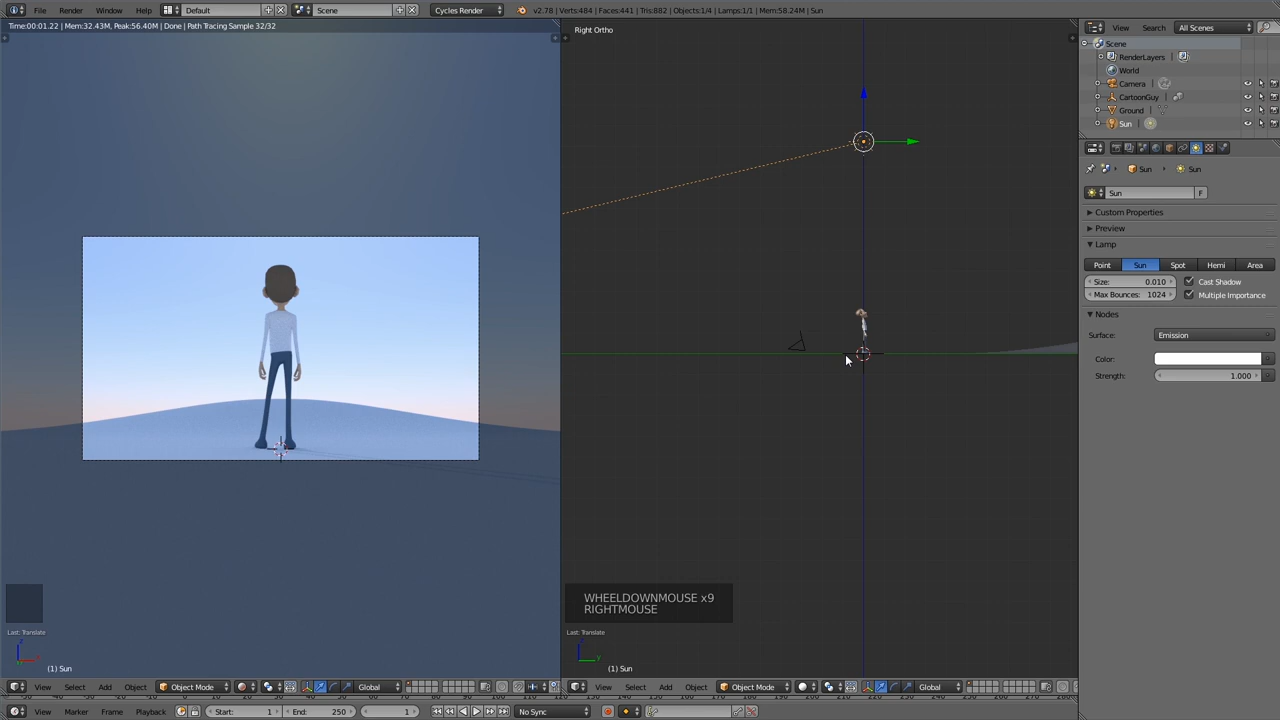 File Render Window Help Default Scene Cycles Render v2.78 | Verts:484 | Faces:441 | Tris:882 | Objects:1/4 | Lamps:1/1 | Mem:58.24M | Sun
Time:00:01.22 | Mem:32.43M, Peak:56.40M | Done | Path Tracing Sample 32/32
Right Ortho
View Search All Scenes
Scene
RenderLayers
World
Camera
CartoonGuy
Ground
Sun
Sun Sun
Sun F
Custom Properties
Preview
Lamp
Point Sun Spot Hemi Area
Size: 0.010 Cast Shadow
Max Bounces: 1024 Multiple Importance
Nodes
Surface: Emission
Color:
Strength: 1.000
WHEELDOWNMOUSE x9
RIGHTMOUSE
Last: Translate
Last: Translate
(1) Sun
(1) Sun
View Select Add Object Object Mode Global
View Select Add Object Object Mode Global
View Marker Frame Playback Start: 1 End: 250 1 No Sync